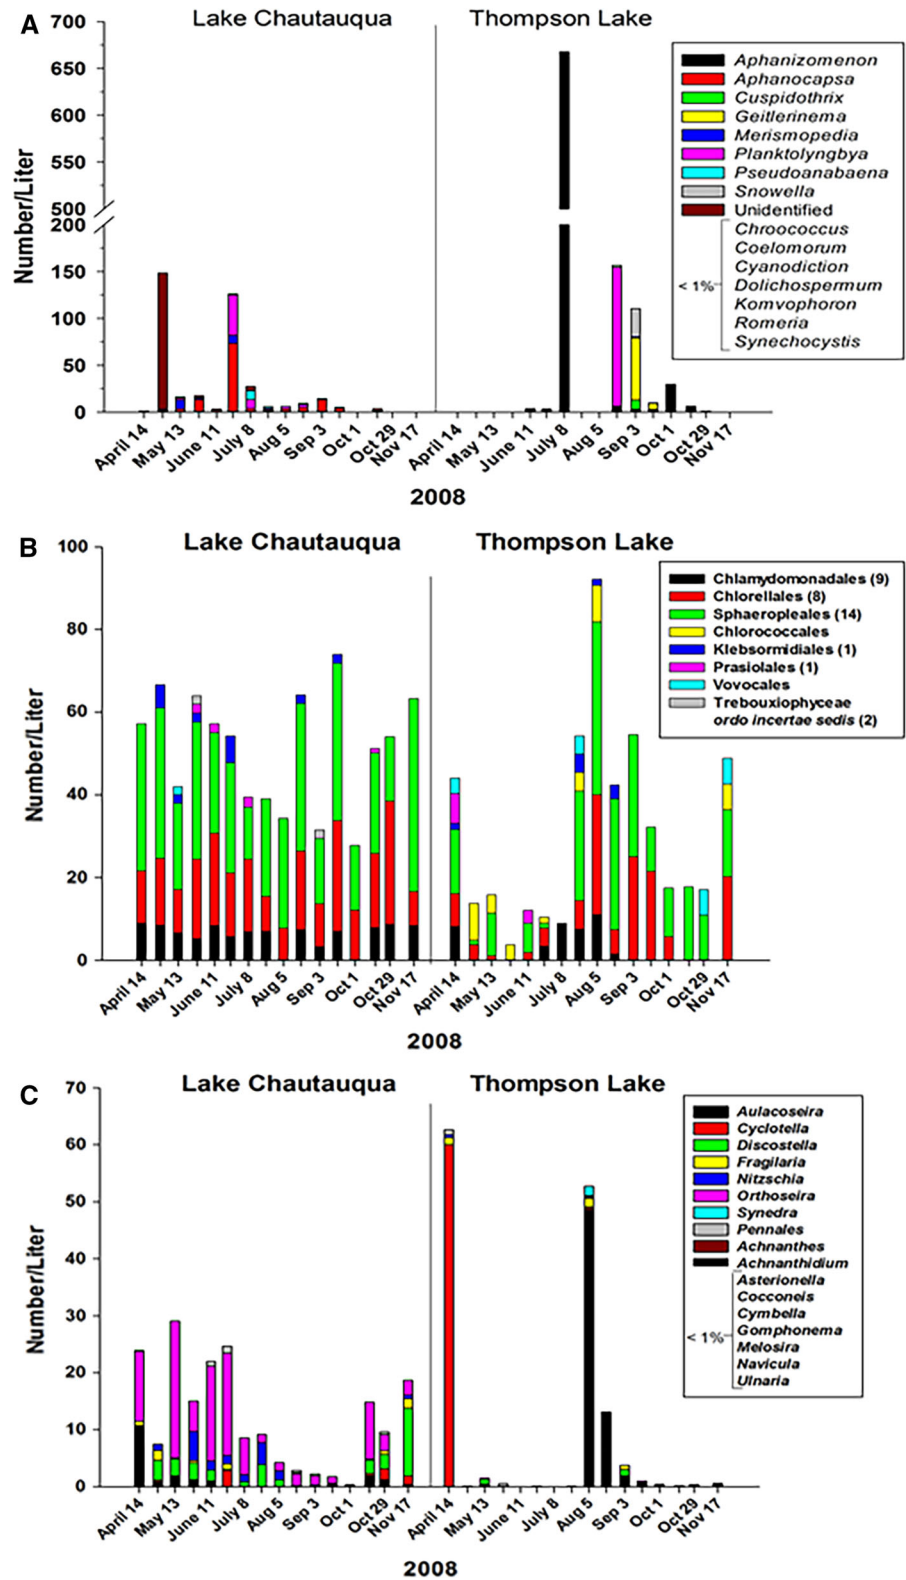 A
Lake Chautauqua
Thompson Lake
Number/Liter
700
650
600
550
500
200
150
100
50
0
Aphanizomenon
Aphanocapsa
Cuspidothrix
Geitlerinema
Merismopedia
Planktolyngbya
Pseudoanabaena
Snowella
Unidentified
< 1%
Chroococcus
Coelomorum
Cyanodiction
Dolichospermum
Komvophoron
Romeria
Synechocystis
April 14
May 13
June 11
July 8
Aug 5
Sep 3
Oct 1
Oct 29
Nov 17
April 14
May 13
June 11
July 8
Aug 5
Sep 3
Oct 1
Oct 29
Nov 17
2008
B
Lake Chautauqua
Thompson Lake
Number/Liter
100
80
60
40
20
0
Chlamydomonadales (9)
Chlorellales (8)
Sphaeropleales (14)
Chlorococcales
Klebsormidiales (1)
Prasiolales (1)
Vovocales
Trebouxiophyceae
ordo incertae sedis (2)
April 14
May 13
June 11
July 8
Aug 5
Sep 3
Oct 1
Oct 29
Nov 17
April 14
May 13
June 11
July 8
Aug 5
Sep 3
Oct 1
Oct 29
Nov 17
2008
C
Lake Chautauqua
Thompson Lake
Number/Liter
70
60
50
40
30
20
10
0
Aulacoseira
Cyclotella
Discostella
Fragilaria
Nitzschia
Orthoseira
Synedra
Pennales
Achnanthes
Achnanthidium
< 1%
Asterionella
Cocconeis
Cymbella
Gomphonema
Melosira
Navicula
Ulnaria
April 14
May 13
June 11
July 8
Aug 5
Sep 3
Oct 1
Oct 29
Nov 17
April 14
May 13
June 11
July 8
Aug 5
Sep 3
Oct 1
Oct 29
Nov 17
2008